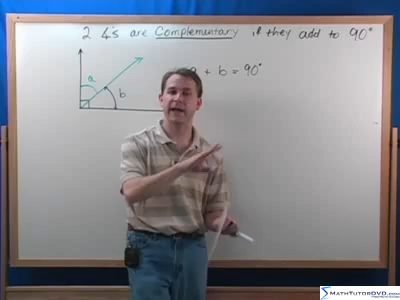 2 ∠'s are Complementary if they add to 90°
a
b
a + b = 90°
MATHTUTORDVD.COM